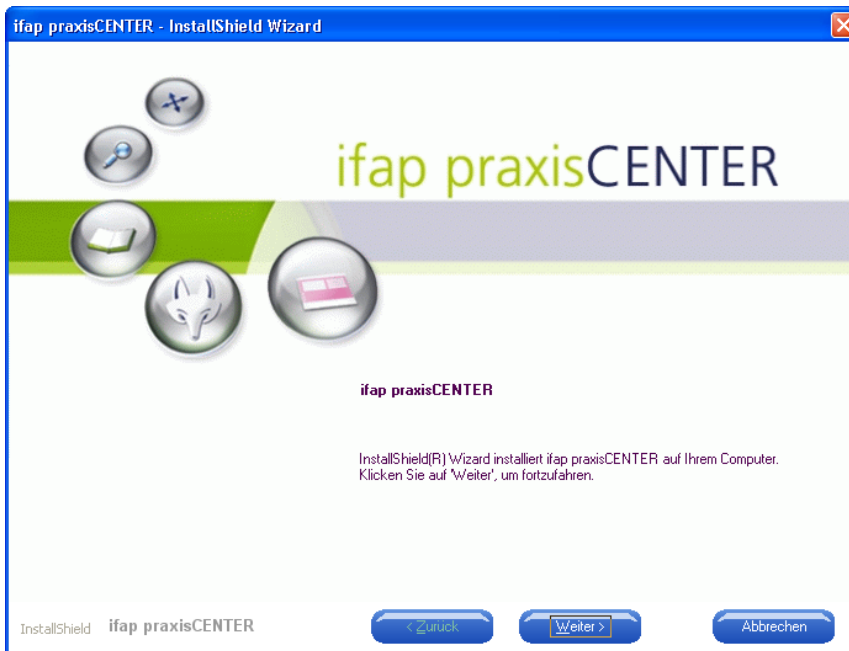 ifap praxisCENTER - InstallShield Wizard
ifap praxisCENTER
ifap praxisCENTER
InstallShield(R) Wizard installiert ifap praxisCENTER auf Ihrem Computer.
Klicken Sie auf 'Weiter', um fortzufahren.
InstallShield ifap praxisCENTER < Zurück Weiter > Abbrechen